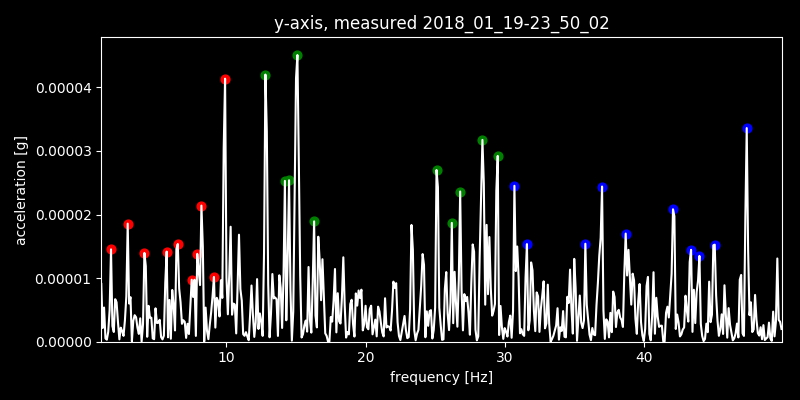 y-axis, measured 2018_01_19-23_50_02
acceleration [g]
0.00004
0.00003
0.00002
0.00001
0.00000
10 20 30 40
frequency [Hz]